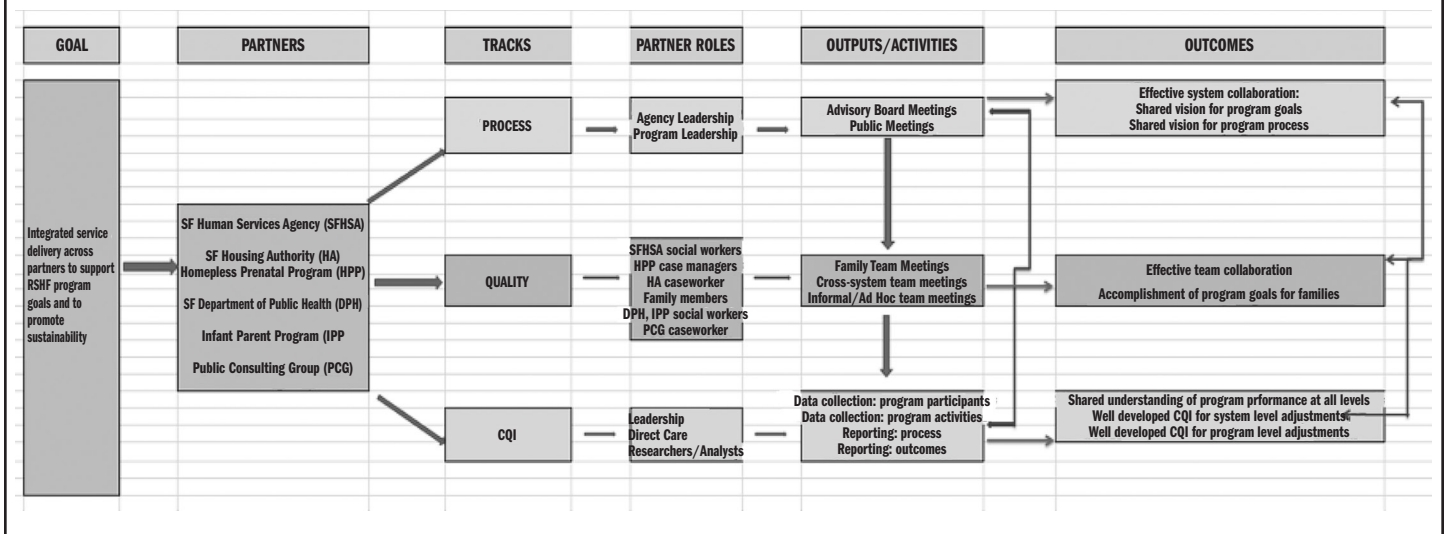 GOAL
PARTNERS
TRACKS
PARTNER ROLES
OUTPUTS/ACTIVITIES
OUTCOMES
Integrated service
delivery across
partners to support
RSHF program
goals and to
promote
sustainability
SF Human Services Agency (SFHSA)
SF Housing Authority (HA)
Homepless Prenatal Program (HPP)
SF Department of Public Health (DPH)
Infant Parent Program (IPP
Public Consulting Group (PCG)
PROCESS
Agency Leadership
Program Leadership
Advisory Board Meetings
Public Meetings
Effective system collaboration:
Shared vision for program goals
Shared vision for program process
QUALITY
SFHSA social workers
HPP case managers
HA caseworker
Family members
DPH, IPP social workers
PCG caseworker
Family Team Meetings
Cross-system team meetings
Informal/Ad Hoc team meetings
Effective team collaboration
Accomplishment of program goals for families
CQI
Leadership
Direct Care
Researchers/Analysts
Data collection: program participants
Data collection: program activities
Reporting: process
Reporting: outcomes
Shared understanding of program prformance at all levels
Well developed CQI for system level adjustments
Well developed CQI for program level adjustments